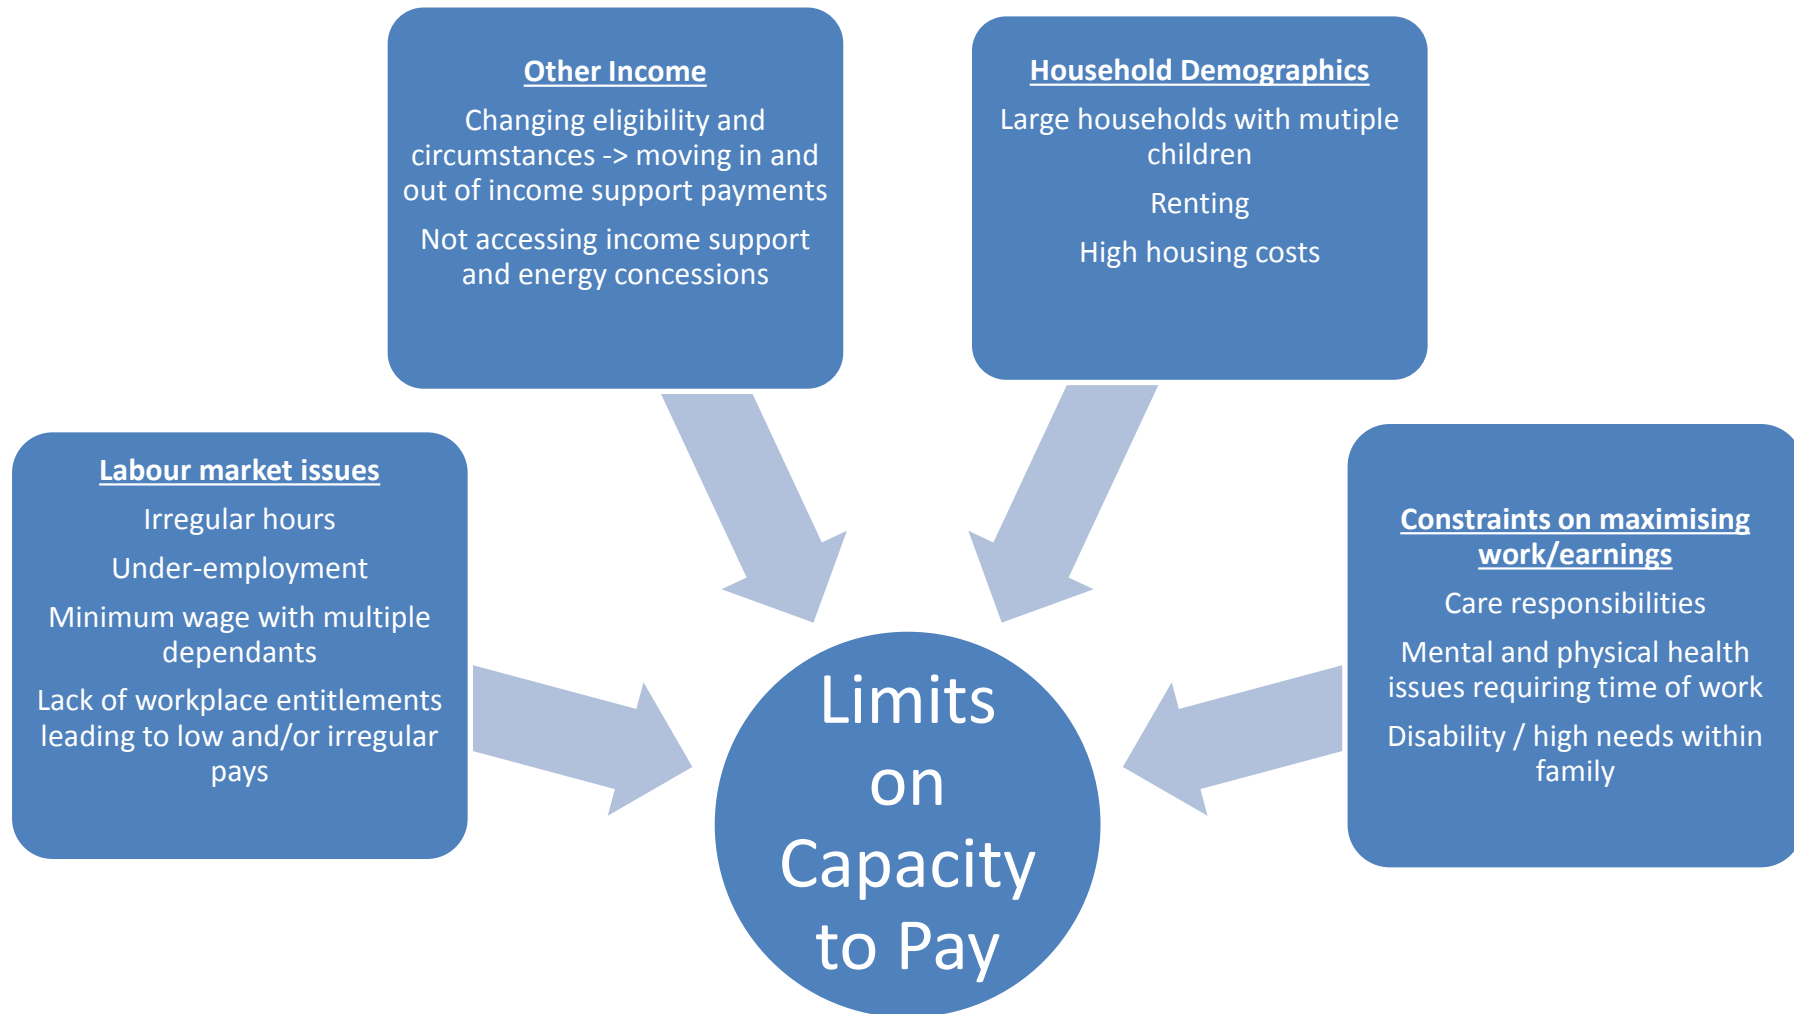 Other Income
Changing eligibility and
circumstances -> moving in and
out of income support payments
Not accessing income support
and energy concessions
Household Demographics
Large households with mutiple
children
Renting
High housing costs
Labour market issues
Irregular hours
Under-employment
Minimum wage with multiple
dependants
Lack of workplace entitlements
leading to low and/or irregular
pays
Constraints on maximising
work/earnings
Care responsibilities
Mental and physical health
issues requiring time of work
Disability / high needs within
family
Limits
on
Capacity
to Pay